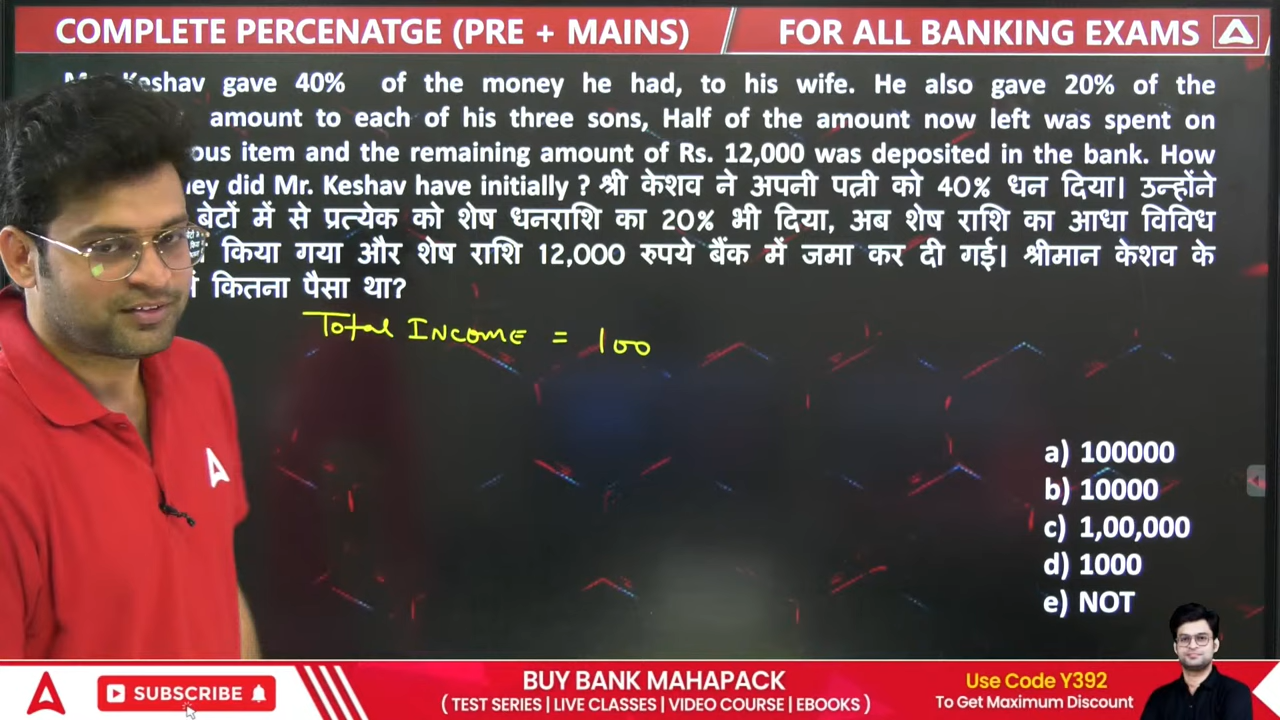 COMPLETE PERCENATGE (PRE + MAINS)
FOR ALL BANKING EXAMS
Keshav gave 40% of the money he had, to his wife. He also gave 20% of the
amount to each of his three sons, Half of the amount now left was spent on
item and the remaining amount of Rs. 12,000 was deposited in the bank. How
did Mr. Keshav have initially ? श्री केशव ने अपनी पत्नी को 40% धन दिया। उन्होंने
बेटों में से प्रत्येक को शेष धनराशि का 20% भी दिया, अब शेष राशि का आधा विविध
किया गया और शेष राशि 12,000 रुपये बैंक में जमा कर दी गई। श्रीमान केशव के
कितना पैसा था?
Total INCOME = 100
a) 100000
b) 10000
c) 1,00,000
d) 1000
e) NOT
SUBSCRIBE
BUY BANK MAHAPACK
( TEST SERIES | LIVE CLASSES | VIDEO COURSE | EBOOKS )
Use Code Y392
To Get Maximum Discount